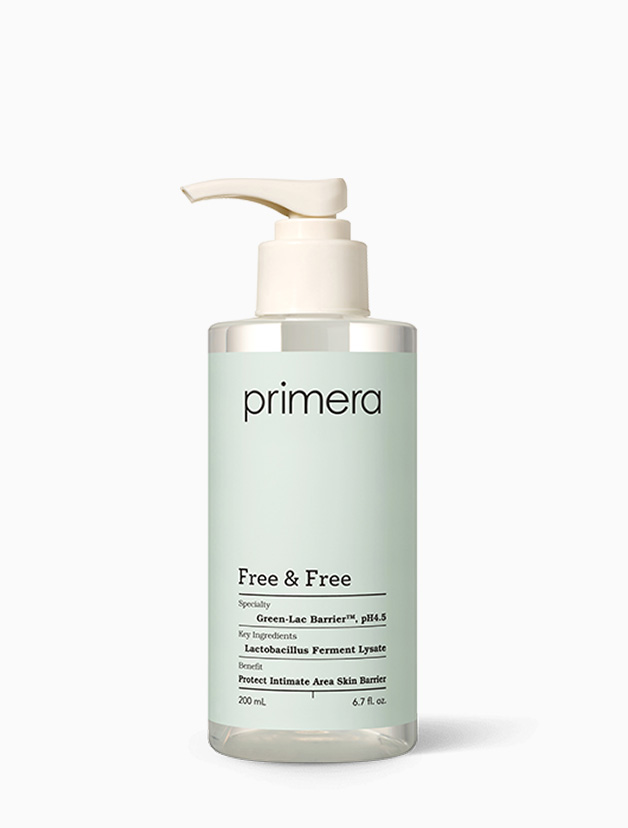 primera
Free & Free
Specialty
Green-Lac Barrier™, pH4.5
Key Ingredients
Lactobacillus Ferment Lysate
Benefit
Protect Intimate Area Skin Barrier
200 mL 6.7 fl. oz.